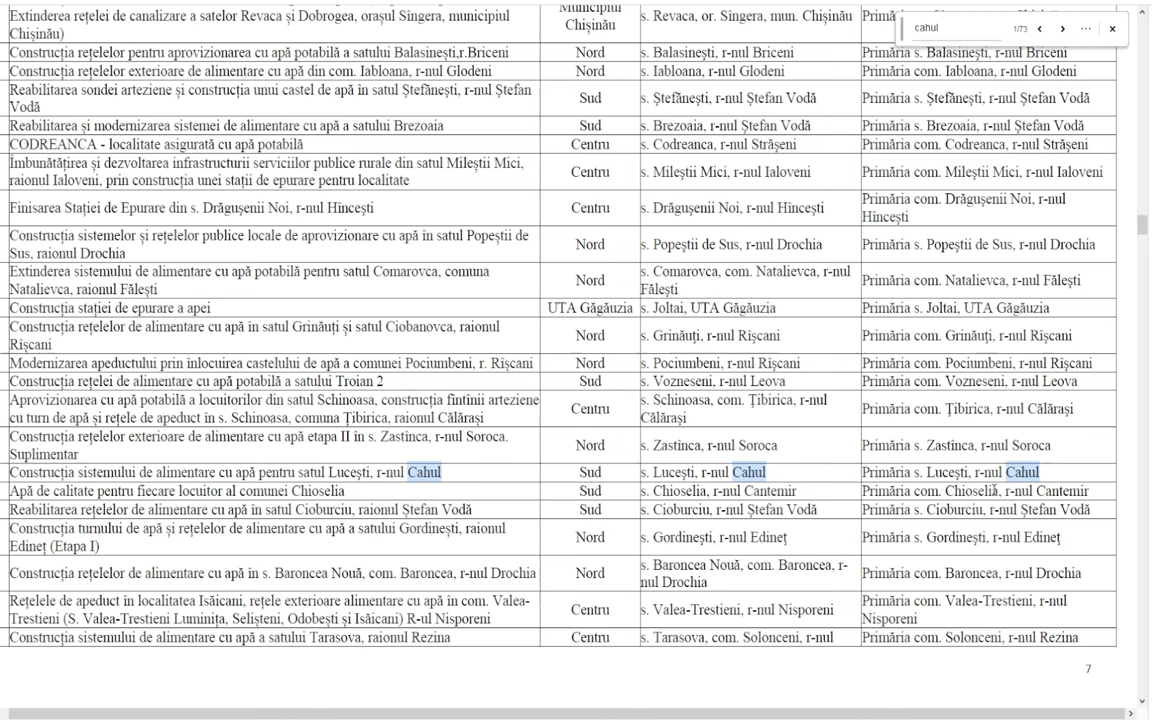 Extinderea rețelei de canalizare a satelor Revaca și Dobrogea, orașul Sîngera, municipiul
Chișinău)
Municipiul
Chișinău
s. Revaca, or. Sîngera, mun. Chișinău
Primă
cahul
1/73
Construcția rețelelor pentru aprovizionarea cu apă potabilă a satului Balasinești,r.Briceni
Nord
s. Balasinești, r-nul Briceni
Primăria s. Balasinești, r-nul Briceni
Construcția rețelelor exterioare de alimentare cu apă din com. Iabloana, r-nul Glodeni
Nord
s. Iabloana, r-nul Glodeni
Primăria com. Iabloana, r-nul Glodeni
Reabilitarea sondei arteziene și construcția unui castel de apă în satul Ștefănești, r-nul Ștefan
Vodă
Sud
s. Ștefănești, r-nul Ștefan Vodă
Primăria s. Ștefănești, r-nul Ștefan Vodă
Reabilitarea și modernizarea sistemei de alimentare cu apă a satului Brezoaia
Sud
s. Brezoaia, r-nul Ștefan Vodă
Primăria s. Brezoaia, r-nul Ștefan Vodă
CODREANCA - localitate asigurată cu apă potabilă
Centru
s. Codreanca, r-nul Strășeni
Primăria com. Codreanca, r-nul Strășeni
Îmbunătățirea și dezvoltarea infrastructurii serviciilor publice rurale din satul Mileștii Mici,
raionul Ialoveni, prin construcția unei stații de epurare pentru localitate
Centru
s. Mileștii Mici, r-nul Ialoveni
Primăria com. Mileștii Mici, r-nul Ialoveni
Finisarea Stației de Epurare din s. Drăgușenii Noi, r-nul Hîncești
Centru
s. Drăgușenii Noi, r-nul Hîncești
Primăria com. Drăgușenii Noi, r-nul
Hîncești
Construcția sistemelor și rețelelor publice locale de aprovizionare cu apă în satul Popeștii de
Sus, raionul Drochia
Nord
s. Popeștii de Sus, r-nul Drochia
Primăria s. Popeștii de Sus, r-nul Drochia
Extinderea sistemului de alimentare cu apă potabilă pentru satul Comarovca, comuna
Natalievca, raionul Fălești
Nord
s. Comarovca, com. Natalievca, r-nul
Fălești
Primăria com. Natalievca, r-nul Fălești
Construcția stației de epurare a apei
UTA Găgăuzia
s. Joltai, UTA Găgăuzia
Primăria s. Joltai, UTA Găgăuzia
Construcția rețelelor de alimentare cu apă în satul Grinăuți și satul Ciobanovca, raionul
Rîșcani
Nord
s. Grinăuți, r-nul Rîșcani
Primăria com. Grinăuți, r-nul Rîșcani
Modernizarea apeductului prin înlocuirea castelului de apă a comunei Pociumbeni, r. Rîșcani
Nord
s. Pociumbeni, r-nul Rîșcani
Primăria com. Pociumbeni, r-nul Rîșcani
Construcția rețelei de alimentare cu apă potabilă a satului Troian 2
Sud
s. Vozneseni, r-nul Leova
Primăria com. Vozneseni, r-nul Leova
Aprovizionarea cu apă potabilă a locuitorilor din satul Schinoasa, construcția fîntînii arteziene
cu turn de apă și rețele de apeduct în s. Schinoasa, comuna Țibirica, raionul Călărași
Centru
s. Schinoasa, com. Țibirica, r-nul
Călărași
Primăria com. Țibirica, r-nul Călărași
Construcția rețelelor exterioare de alimentare cu apă etapa II în s. Zastînca, r-nul Soroca.
Suplimentar
Nord
s. Zastînca, r-nul Soroca
Primăria s. Zastînca, r-nul Soroca
Construcția sistemului de alimentare cu apă pentru satul Lucești, r-nul Cahul
Sud
s. Lucești, r-nul Cahul
Primăria s. Lucești, r-nul Cahul
Apă de calitate pentru fiecare locuitor al comunei Chioselia
Sud
s. Chioselia, r-nul Cantemir
Primăria com. Chioselia, r-nul Cantemir
Reabilitarea rețelelor de alimentare cu apă în satul Cioburciu, raionul Ștefan Vodă
Sud
s. Cioburciu, r-nul Ștefan Vodă
Primăria s. Cioburciu, r-nul Ștefan Vodă
Construcția turnului de apă și rețelelor de alimentare cu apă a satului Gordinești, raionul
Edineț (Etapa I)
Nord
s. Gordinești, r-nul Edineț
Primăria s. Gordinești, r-nul Edineț
Construcția rețelelor de alimentare cu apă în s. Baroncea Nouă, com. Baroncea, r-nul Drochia
Nord
s. Baroncea Nouă, com. Baroncea, r-
nul Drochia
Primăria com. Baroncea, r-nul Drochia
Rețelele de apeduct în localitatea Isăicani, rețele exterioare alimentare cu apă în com. Valea-
Trestieni (S. Valea-Trestieni Luminița, Selișteni, Odobești și Isăicani) R-ul Nisporeni
Centru
s. Valea-Trestieni, r-nul Nisporeni
Primăria com. Valea-Trestieni, r-nul
Nisporeni
Construcția sistemului de alimentare cu apă a satului Tarasova, raionul Rezina
Centru
s. Tarasova, com. Solonceni, r-nul
Primăria com. Solonceni, r-nul Rezina
7